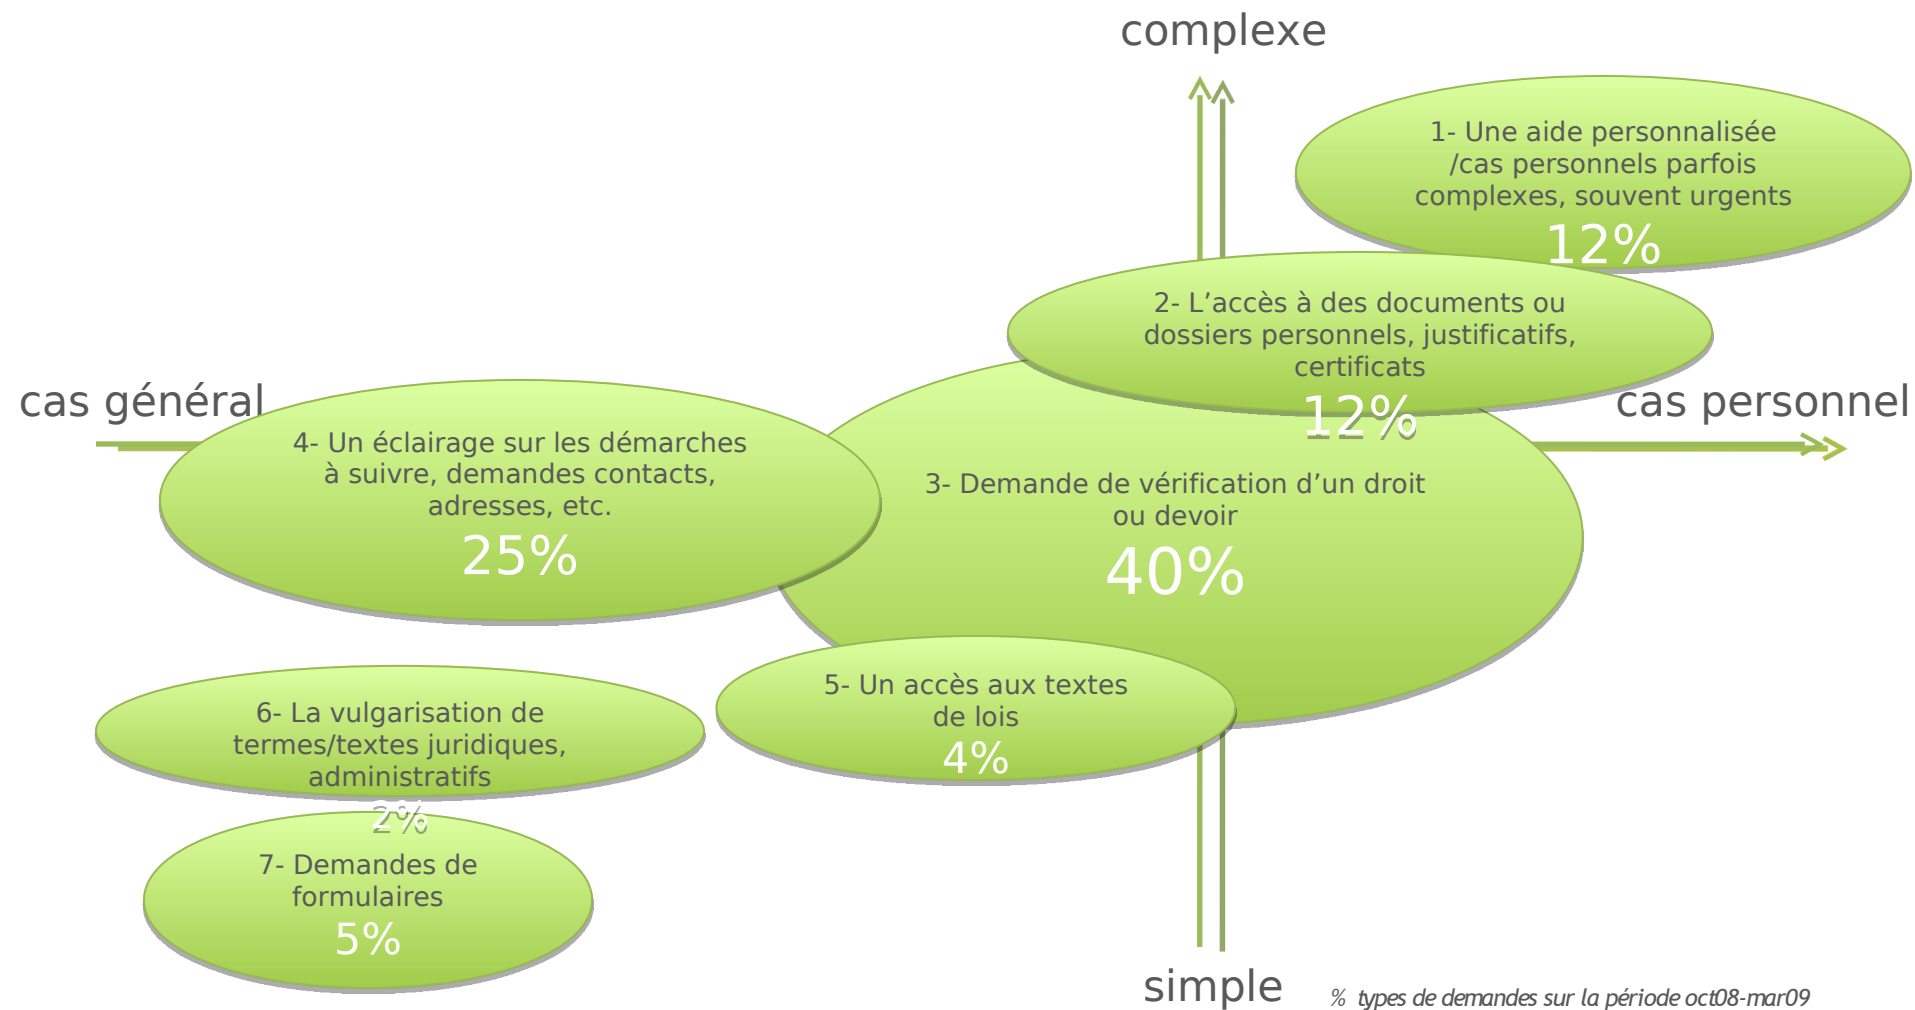 complexe
1- Une aide personnalisée
/cas personnels parfois
complexes, souvent urgents
12%
2- L’accès à des documents ou
dossiers personnels, justificatifs,
certificats
12%
cas général
cas personnel
4- Un éclairage sur les démarches
à suivre, demandes contacts,
adresses, etc.
25%
3- Demande de vérification d’un droit
ou devoir
40%
5- Un accès aux textes
de lois
4%
6- La vulgarisation de
termes/textes juridiques,
administratifs
2%
7- Demandes de
formulaires
5%
simple
% types de demandes sur la période oct08-mar09